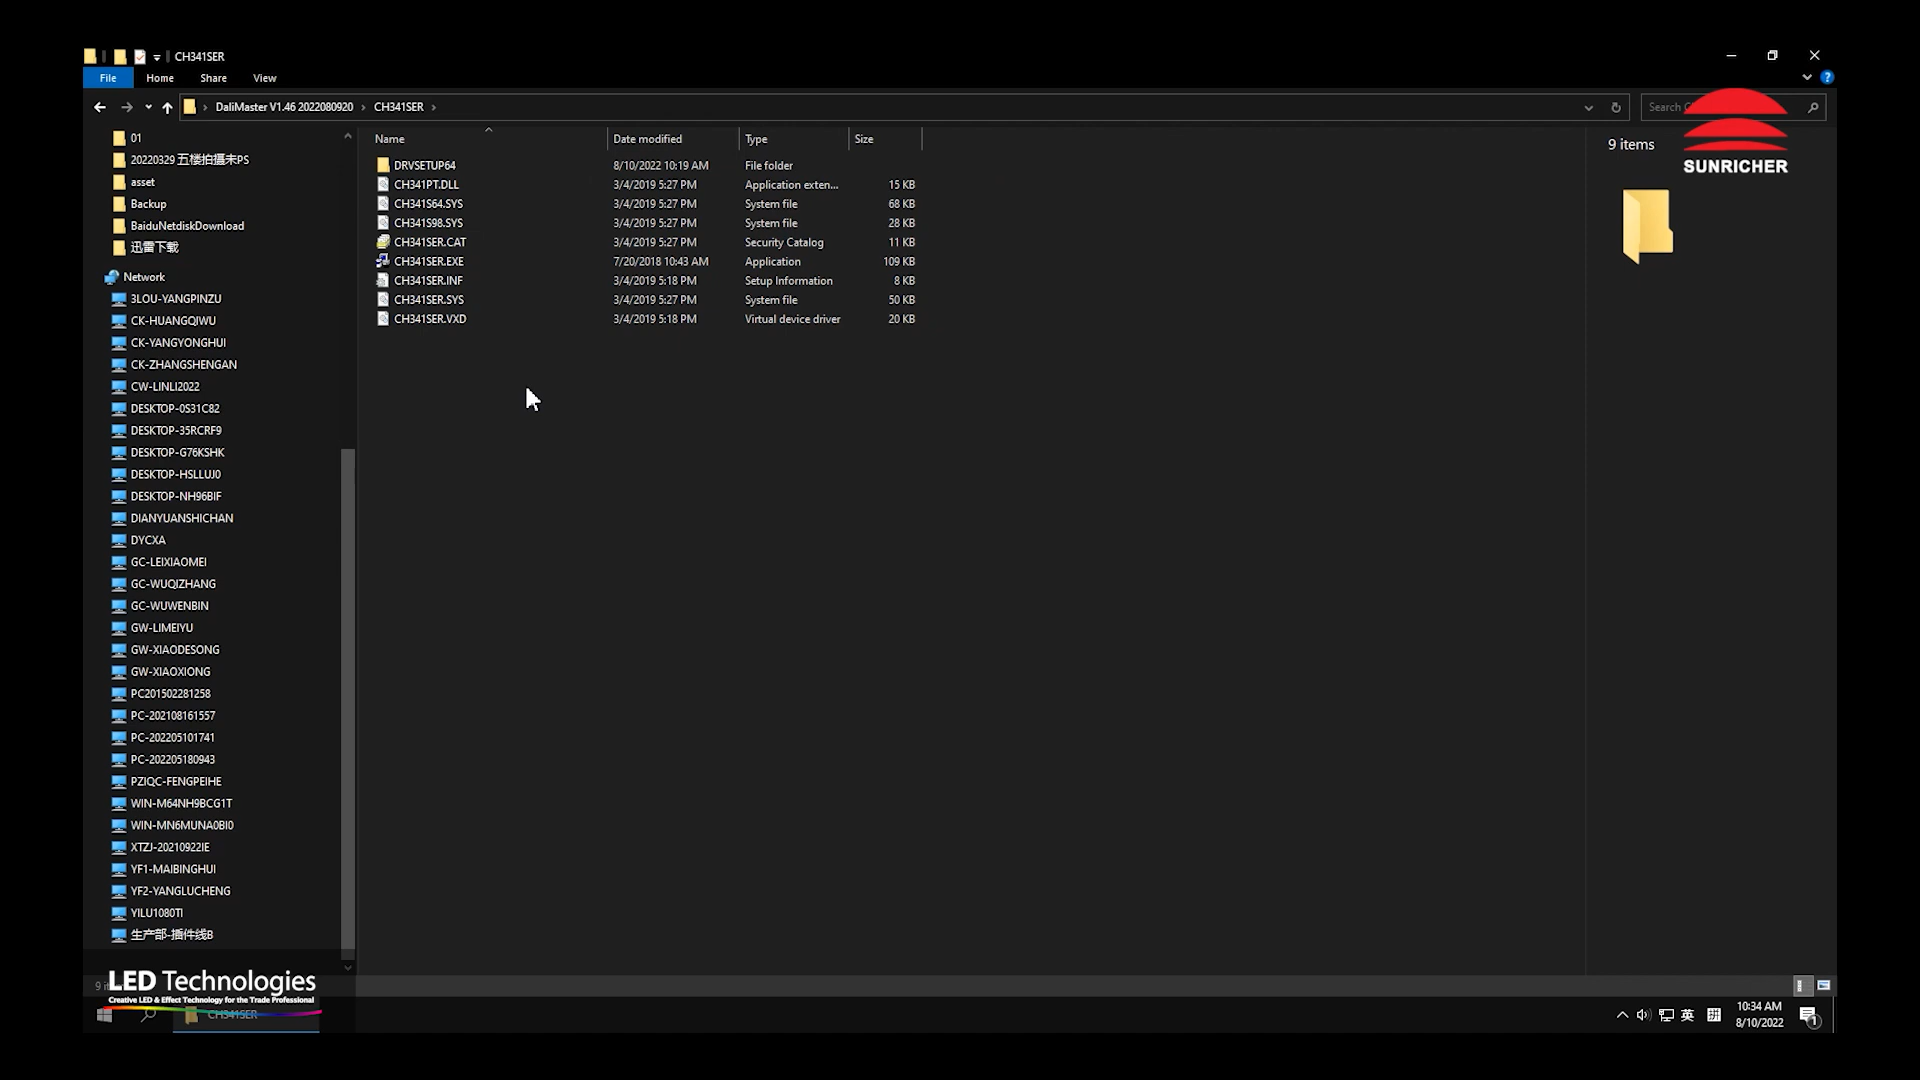 CH341SER
File Home Share View
DaliMaster V1.46 2022080920 CH341SER
Search
SUNRICHER
9 items
Name Date modified Type Size
DRVSETUP64 8/10/2022 10:19 AM File folder
CH341PT.DLL 3/4/2019 5:27 PM Application exten... 15 KB
CH341S64.SYS 3/4/2019 5:27 PM System file 68 KB
CH341S98.SYS 3/4/2019 5:27 PM System file 28 KB
CH341SER.CAT 3/4/2019 5:27 PM Security Catalog 11 KB
CH341SER.EXE 7/20/2018 10:43 AM Application 109 KB
CH341SER.INF 3/4/2019 5:18 PM Setup Information 8 KB
CH341SER.SYS 3/4/2019 5:27 PM System file 50 KB
CH341SER.VXD 3/4/2019 5:18 PM Virtual device driver 20 KB
01
20220329 五楼拍摄未PS
asset
Backup
BaiduNetdiskDownload
迅雷下载
Network
3LOU-YANGPINZU
CK-HUANGQIWU
CK-YANGYONGHUI
CK-ZHANGSHENGAN
CW-LINLI2022
DESKTOP-0S31C82
DESKTOP-35RCRF9
DESKTOP-G76KSHK
DESKTOP-HSLLUJ0
DESKTOP-NH96BIF
DIANYUANSHICHAN
DYCXA
GC-LEIXIAOMEI
GC-WUQIZHANG
GC-WUWENBIN
GW-LIMEIYU
GW-XIAODESONG
GW-XIAOXIONG
PC201502281258
PC-202108161557
PC-202205101741
PC-202205180943
PZIQC-FENGPEIHE
WIN-M64NH9BCG1T
WIN-MN6MUNA0BI0
XTZJ-20210922IE
YF1-MAIBINGHUI
YF2-YANGLUCHENG
YILU1080TI
生产部-插件线B
LED Technologies
Creative LED & Effect Technology for the Trade Professional
CH341SER
英 拼
10:34 AM
8/10/2022
1